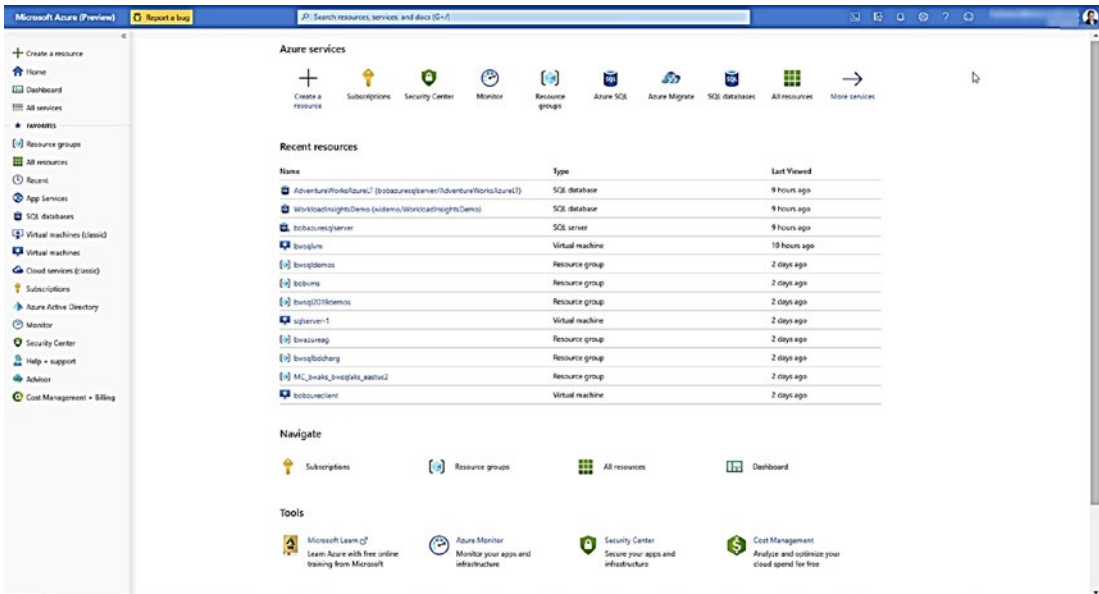 Microsoft Azure (Preview)
Report a bug
Search resources, services, and docs (G+/)
Create a resource
Home
Dashboard
All services
FAVORITES
Resource groups
All resources
Recent
App Services
SQL databases
Virtual machines (classic)
Virtual machines
Cloud services (classic)
Subscriptions
Azure Active Directory
Monitor
Security Center
Help + support
Advisor
Cost Management + Billing
Azure services
Create a
resource
Subscriptions
Security Center
Monitor
Resource
groups
Azure SQL
Azure Migrate
SQL databases
All resources
More services
Recent resources
Name Type Last Viewed
AdventureWorksAzureLT (bobazuresqlserver/AdventureWorksAzureLT) SQL database 9 hours ago
WorkloadInsightsDemo (widemo/WorkloadInsightsDemo) SQL database 9 hours ago
bobazuresqlserver SQL server 9 hours ago
bwsqlvm Virtual machine 10 hours ago
bwsqldemos Resource group 2 days ago
bobvms Resource group 2 days ago
bwsql2019demos Resource group 2 days ago
sqlserver-1 Virtual machine 2 days ago
bwazureag Resource group 2 days ago
Resource group 2 days ago
MC_bwaks_bwsqlaks_eastus2 Resource group 2 days ago
bobazureclient Virtual machine 2 days ago
Navigate
Subscriptions
Resource groups
All resources
Dashboard
Tools
Microsoft Learn
Learn Azure with free online
training from Microsoft
Azure Monitor
Monitor your apps and
infrastructure
Security Center
Secure your apps and
infrastructure
Cost Management
Analyze and optimize your
cloud spend for free